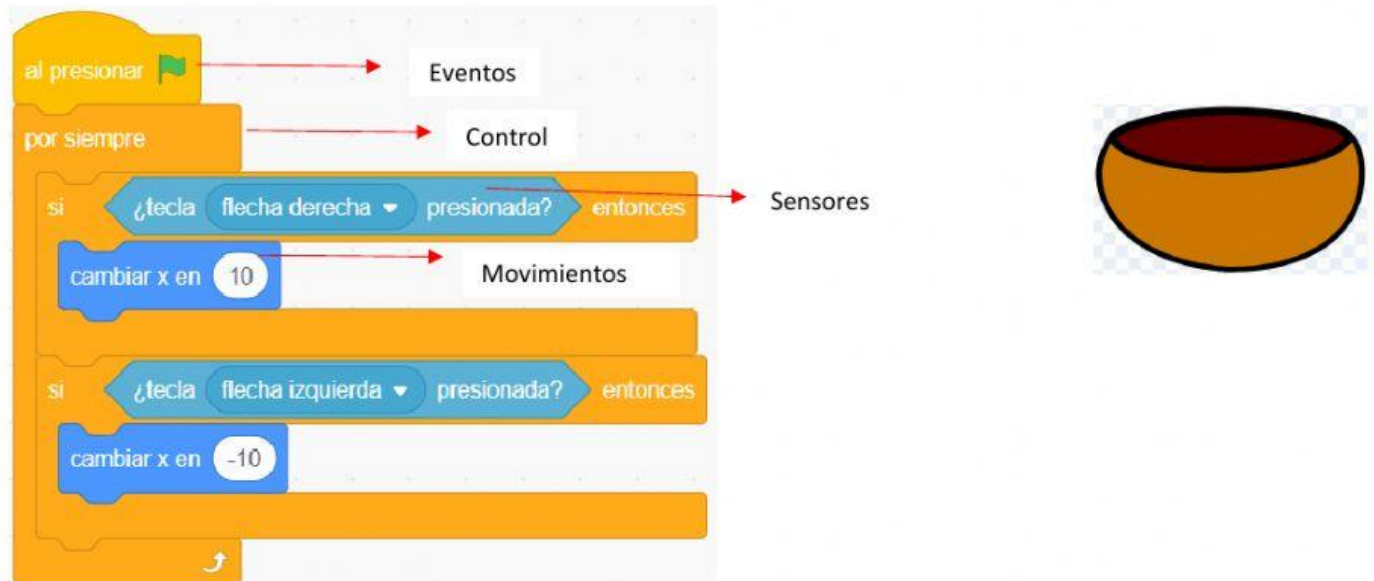 al presionar
Eventos
por siempre
Control
si ¿tecla flecha derecha presionada? entonces
Sensores
cambiar x en 10
Movimientos
si ¿tecla flecha izquierda presionada? entonces
cambiar x en -10